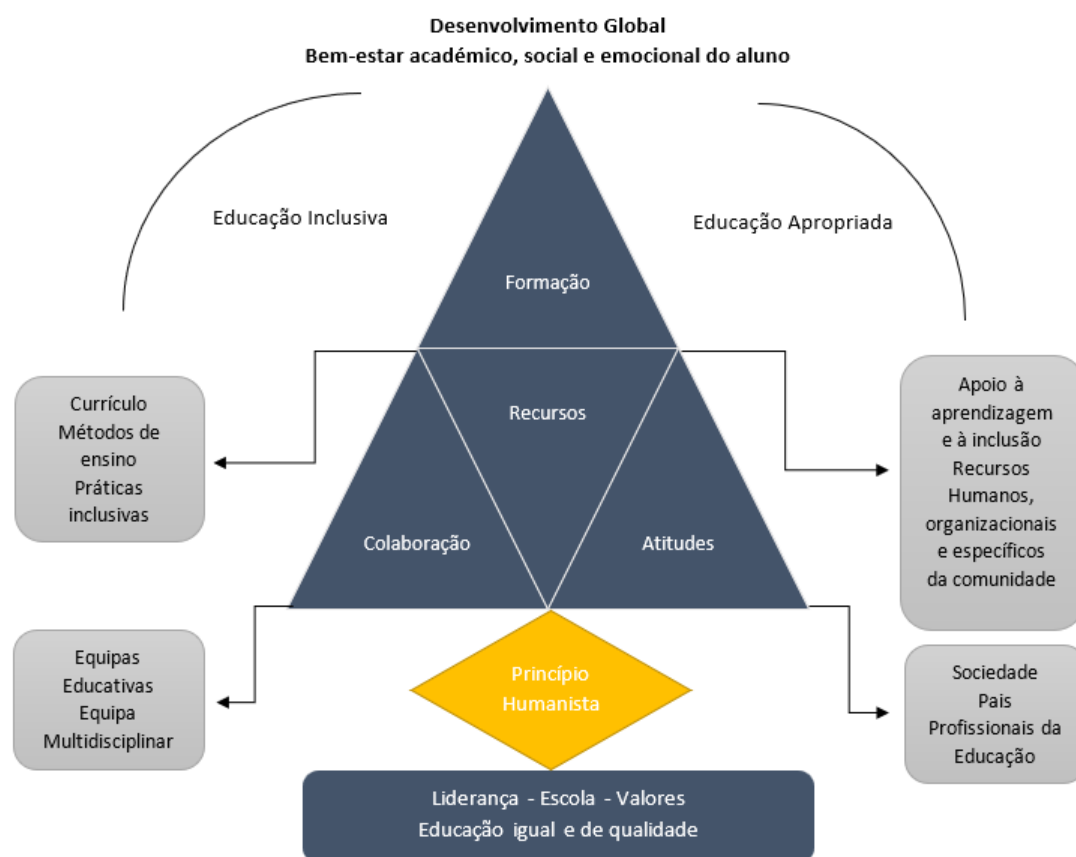 Desenvolvimento Global
Bem-estar académico, social e emocional do aluno
Educação Inclusiva
Educação Apropriada
Formação
Recursos
Colaboração
Atitudes
Currículo
Métodos de
ensino
Práticas
inclusivas
Apoio à
aprendizagem
e à inclusão
Recursos
Humanos,
organizacionais
e específicos
da comunidade
Equipas
Educativas
Equipa
Multidisciplinar
Princípio
Humanista
Sociedade
Pais
Profissionais da
Educação
Liderança - Escola - Valores
Educação igual e de qualidade